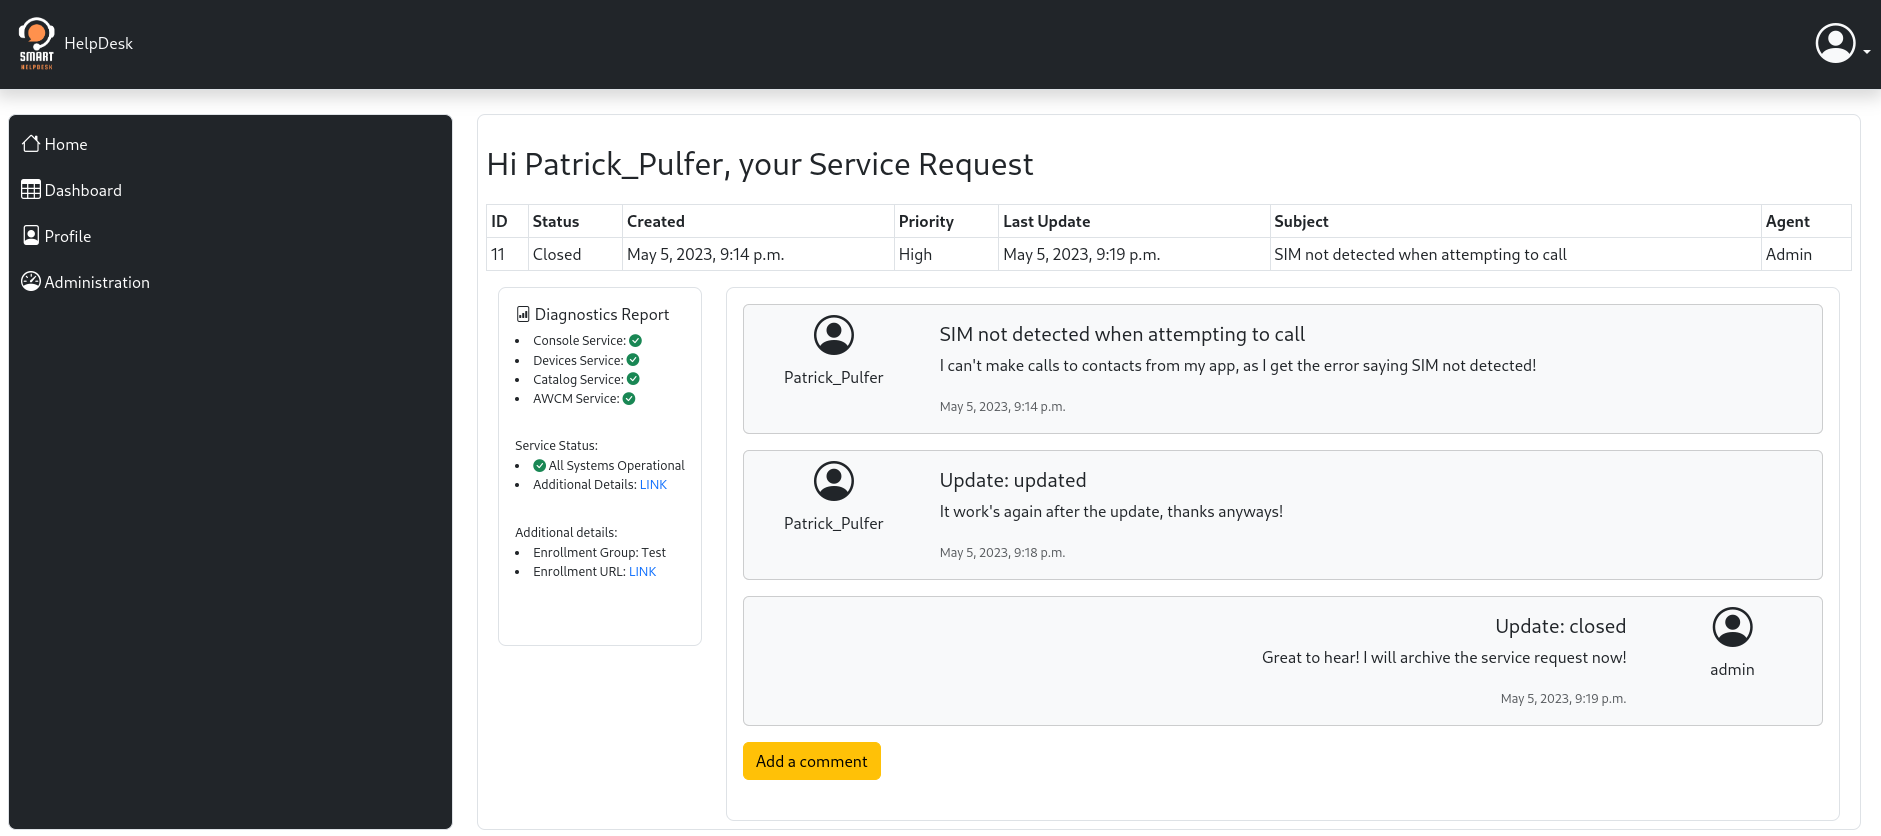 SMART
HELPDESK
HelpDesk
Home
Dashboard
Profile
Administration
Hi Patrick_Pulfer, your Service Request
ID Status Created Priority Last Update Subject Agent
11 Closed May 5, 2023, 9:14 p.m. High May 5, 2023, 9:19 p.m. SIM not detected when attempting to call Admin
Diagnostics Report
Console Service:
Devices Service:
Catalog Service:
AWCM Service:
Service Status:
All Systems Operational
Additional Details: LINK
Additional details:
Enrollment Group: Test
Enrollment URL: LINK
SIM not detected when attempting to call
I can't make calls to contacts from my app, as I get the error saying SIM not detected!
Patrick_Pulfer
May 5, 2023, 9:14 p.m.
Update: updated
It work's again after the update, thanks anyways!
Patrick_Pulfer
May 5, 2023, 9:18 p.m.
Update: closed
Great to hear! I will archive the service request now!
admin
May 5, 2023, 9:19 p.m.
Add a comment